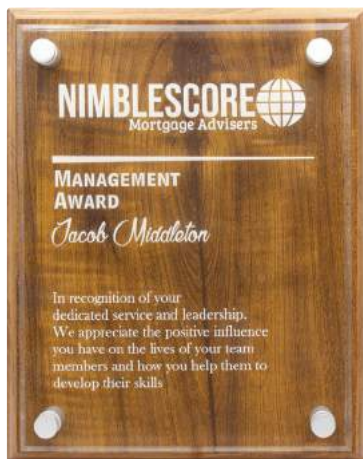 NIMBLESCORE
Mortgage Advisers
MANAGEMENT
AWARD
Jacob Middleton
In recognition of your
dedicated service and leadership.
We appreciate the positive influence
you have on the lives of your team
members and how you help them to
develop their skills